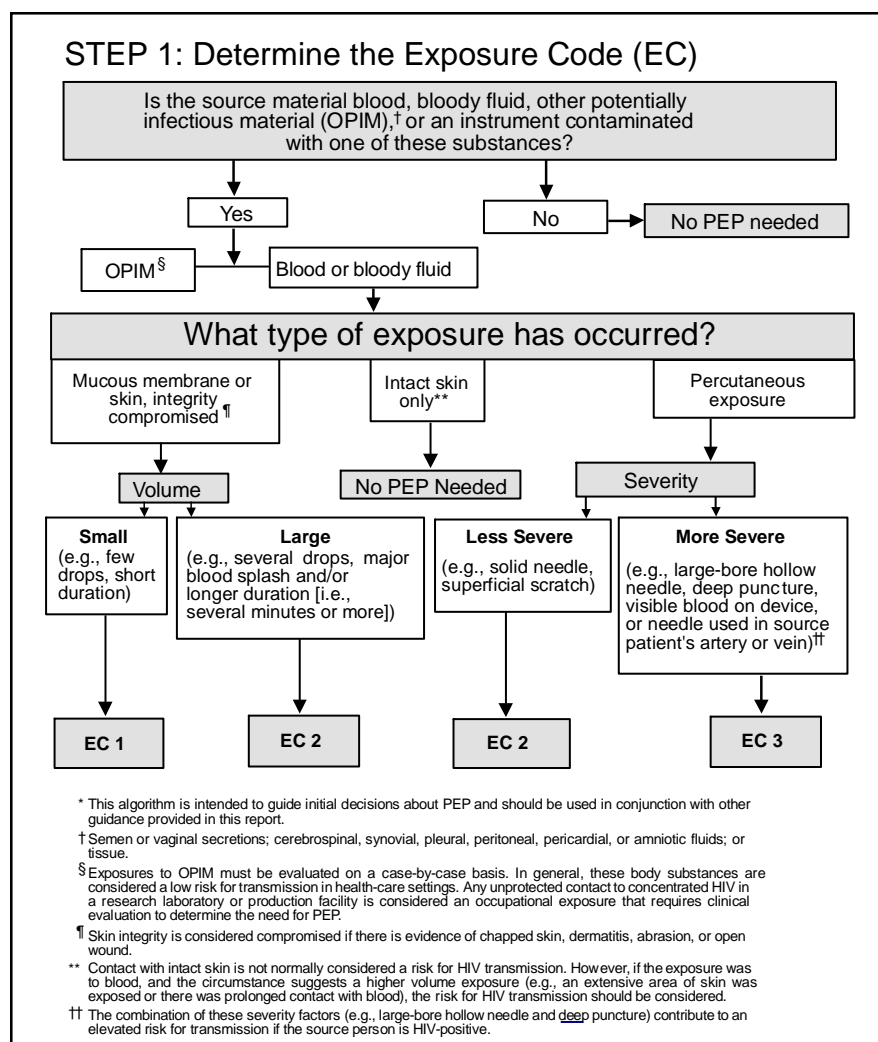 STEP 1: Determine the Exposure Code (EC)
Is the source material blood, bloody fluid, other potentially
infectious material (OPIM),† or an instrument contaminated
with one of these substances?
Yes
No
No PEP needed
OPIM§
Blood or bloody fluid
What type of exposure has occurred?
Mucous membrane or
skin, integrity
compromised ¶
Intact skin
only**
Percutaneous
exposure
Volume
No PEP Needed
Severity
Small
(e.g., few
drops, short
duration)
Large
(e.g., several drops, major
blood splash and/or
longer duration [i.e.,
several minutes or more])
Less Severe
(e.g., solid needle,
superficial scratch)
More Severe
(e.g., large-bore hollow
needle, deep puncture,
visible blood on device,
or needle used in source
patient's artery or vein)††
EC 1
EC 2
EC 2
EC 3
* This algorithm is intended to guide initial decisions about PEP and should be used in conjunction with other
guidance provided in this report.
† Semen or vaginal secretions; cerebrospinal, synovial, pleural, peritoneal, pericardial, or amniotic fluids; or
tissue.
§ Exposures to OPIM must be evaluated on a case-by-case basis. In general, these body substances are
considered a low risk for transmission in health-care settings. Any unprotected contact to concentrated HIV in
a research laboratory or production facility is considered an occupational exposure that requires clinical
evaluation to determine the need for PEP.
¶ Skin integrity is considered compromised if there is evidence of chapped skin, dermatitis, abrasion, or open
wound.
** Contact with intact skin is not normally considered a risk for HIV transmission. However, if the exposure was
to blood, and the circumstance suggests a higher volume exposure (e.g., an extensive area of skin was
exposed or there was prolonged contact with blood), the risk for HIV transmission should be considered.
†† The combination of these severity factors (e.g., large-bore hollow needle and deep puncture) contribute to an
elevated risk for transmission if the source person is HIV-positive.